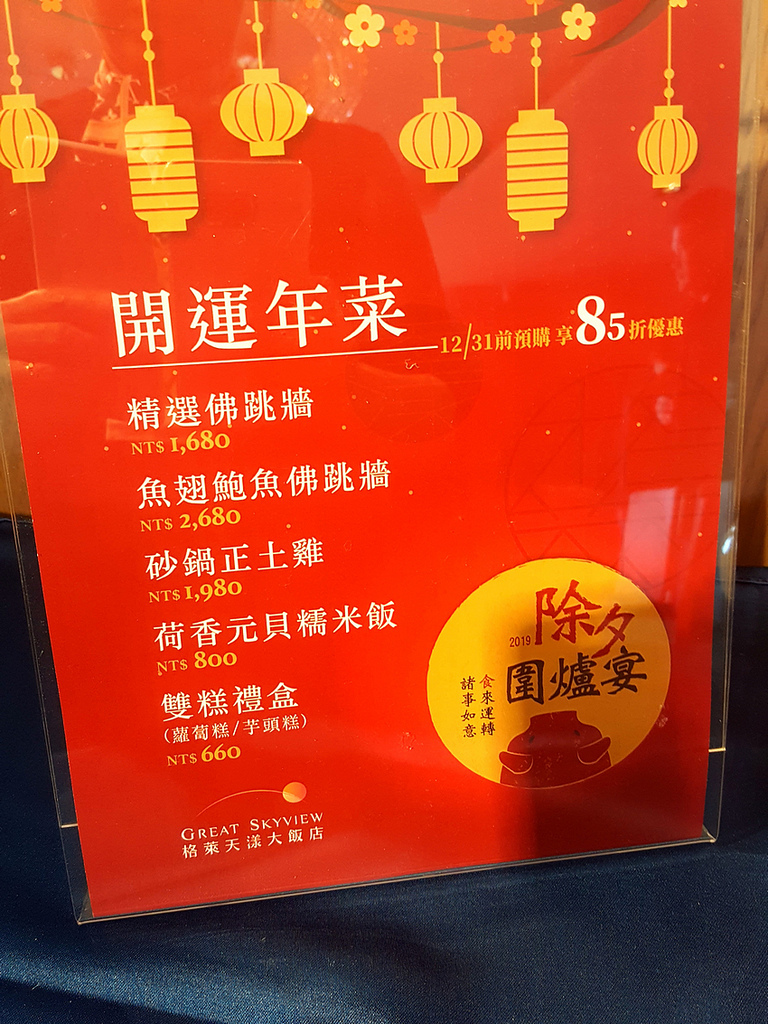 開運年菜
12/31前預購 享85折優惠
精選佛跳牆
NT$ 1,680
魚翅鮑魚佛跳牆
NT$ 2,680
砂鍋正土雞
NT$ 1,980
荷香元貝糯米飯
NT$ 800
雙糕禮盒
(蘿蔔糕/芋頭糕)
NT$ 660
2019 除夕
圍爐宴
食來運轉
諸事如意
GREAT SKYVIEW
格萊天漾大飯店